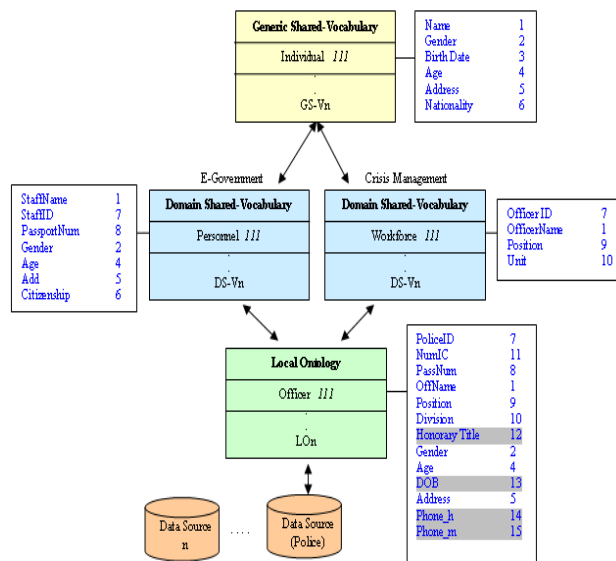 Generic Shared-Vocabulary
Individual 111
.
.
GS-Vn
Name 1
Gender 2
Birth Date 3
Age 4
Address 5
Nationality 6
E-Government
Crisis Management
StaffName 1
StaffID 7
PassportNum 8
Gender 2
Age 4
Add 5
Citizenship 6
Domain Shared-Vocabulary
Personnel 111
.
.
DS-Vn
Domain Shared-Vocabulary
Workforce 111
.
.
DS-Vn
Officer ID 7
OfficerName 1
Position 9
Unit 10
Local Ontology
Officer 111
.
.
LOn
PoliceID 7
NumIC 11
PassNum 8
OffName 1
Position 9
Division 10
Honorary Title 12
Gender 2
Age 4
DOB 13
Address 5
Phone_h 14
Phone_m 15
Data Source
n
. . . .
Data Source
(Police)